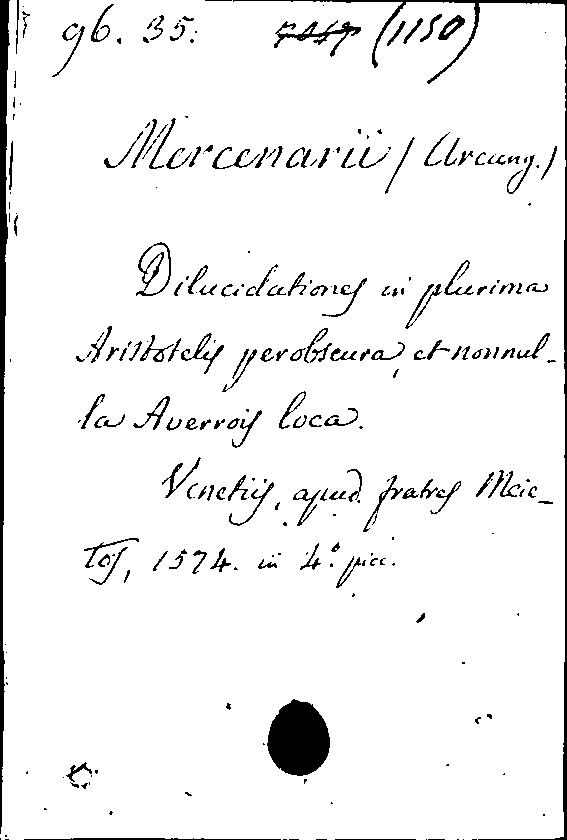 96. 35. (1150)
Mercenarii (Arcang.)
Dilucidationes in plurima
Aristotelis perobscura, et nonnul-
la Averrois loca.
Venetiis, apud fratres Meie-
tos, 1574. in 4.° picc.